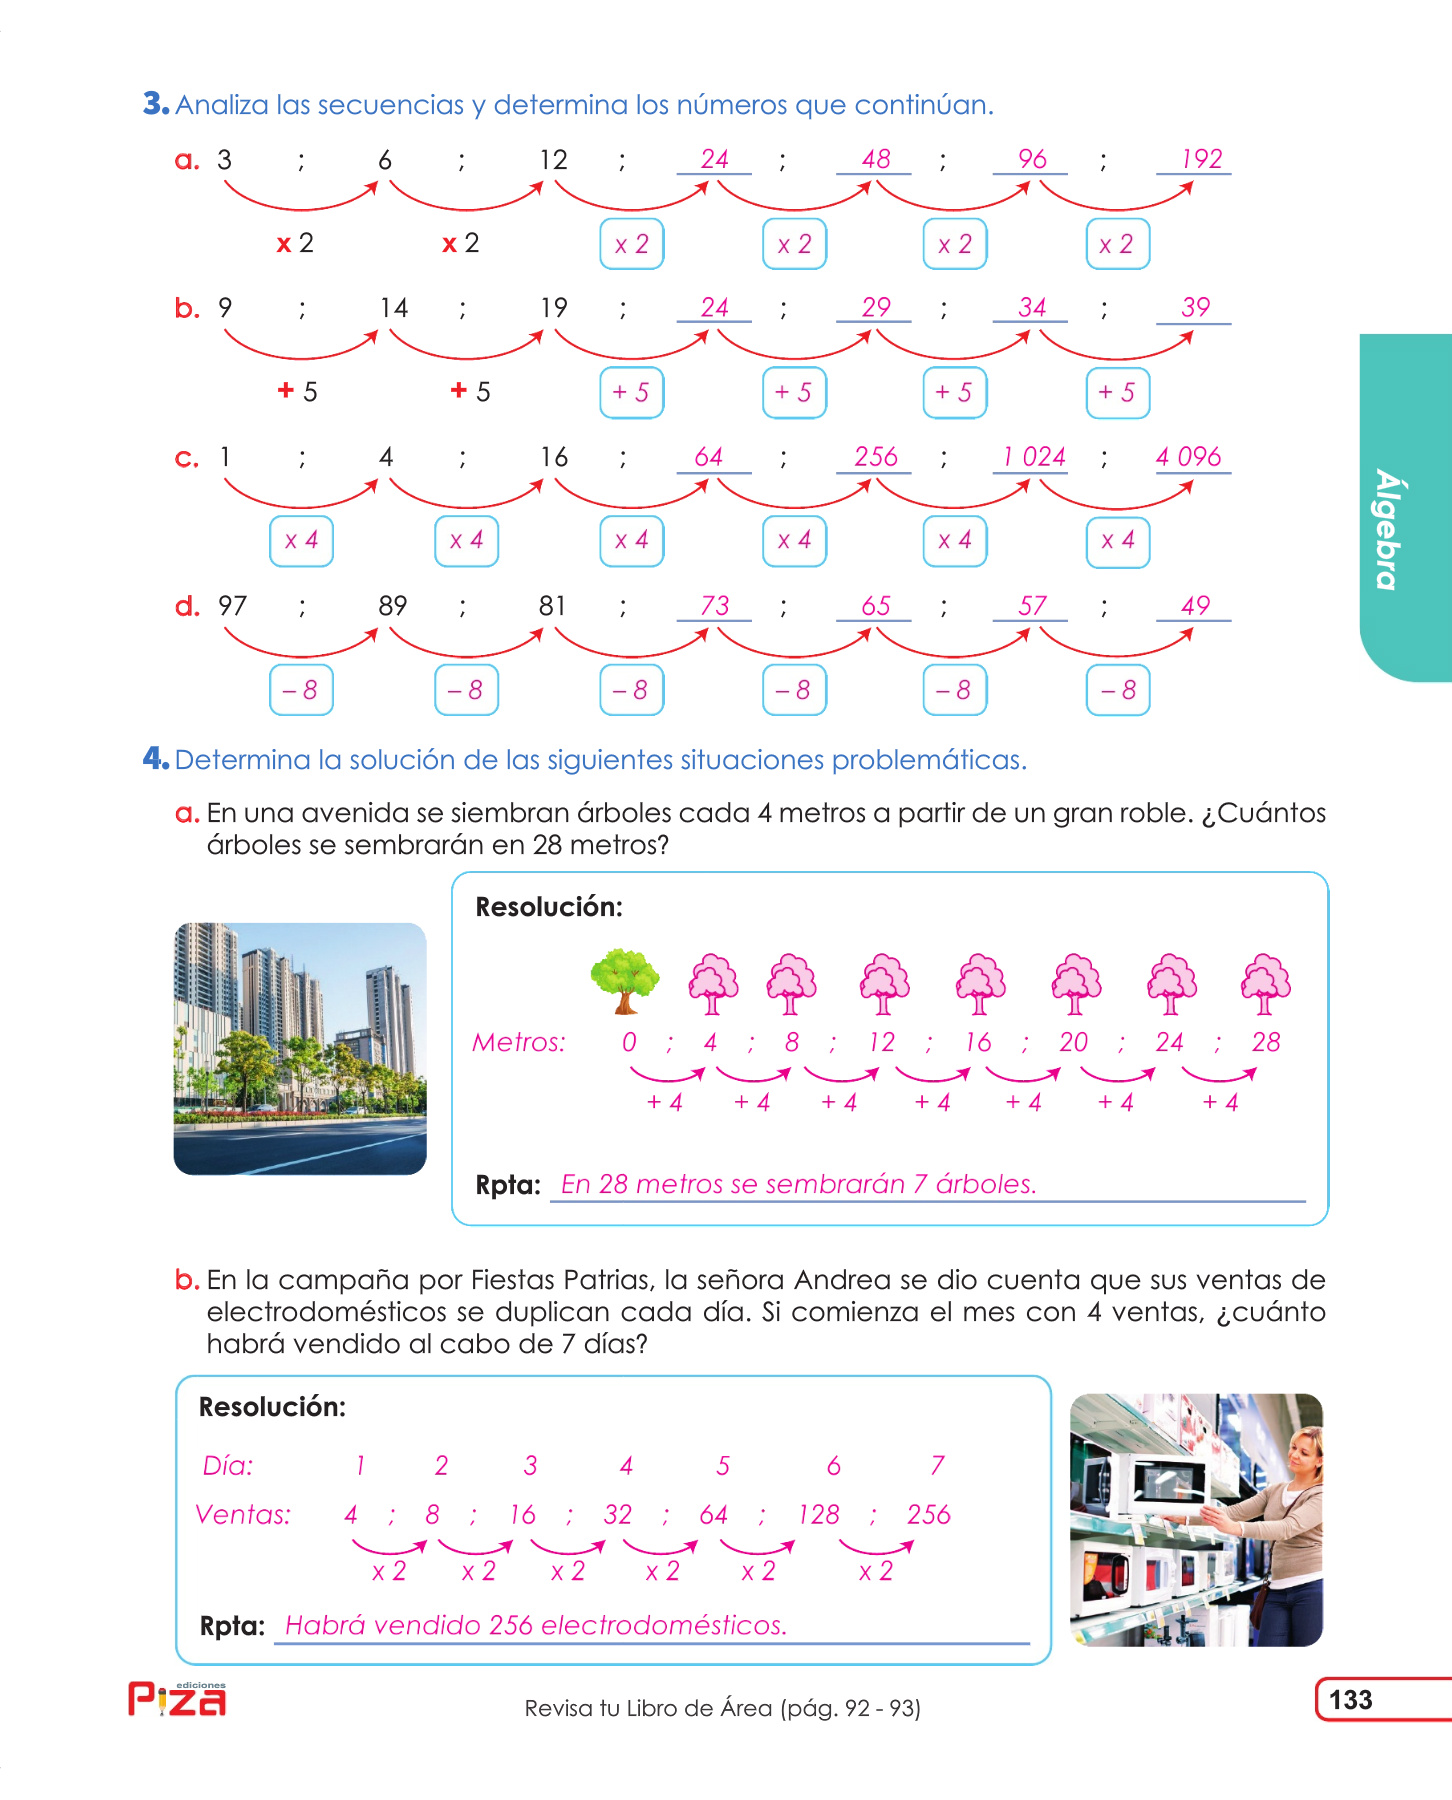 3. Analiza las secuencias y determina los números que continúan.
a. 3 ; 6 ; 12 ; 24 ; 48 ; 96 ; 192
x 2 x 2 x 2 x 2 x 2 x 2
b. 9 ; 14 ; 19 ; 24 ; 29 ; 34 ; 39
+ 5 + 5 + 5 + 5 + 5 + 5
c. 1 ; 4 ; 16 ; 64 ; 256 ; 1 024 ; 4 096
x 4 x 4 x 4 x 4 x 4 x 4
d. 97 ; 89 ; 81 ; 73 ; 65 ; 57 ; 49
– 8 – 8 – 8 – 8 – 8 – 8
Álgebra
4. Determina la solución de las siguientes situaciones problemáticas.
a. En una avenida se siembran árboles cada 4 metros a partir de un gran roble. ¿Cuántos
árboles se sembrarán en 28 metros?
Resolución:
Metros: 0 ; 4 ; 8 ; 12 ; 16 ; 20 ; 24 ; 28
+ 4 + 4 + 4 + 4 + 4 + 4 + 4
Rpta: En 28 metros se sembrarán 7 árboles.
b. En la campaña por Fiestas Patrias, la señora Andrea se dio cuenta que sus ventas de
electrodomésticos se duplican cada día. Si comienza el mes con 4 ventas, ¿cuánto
habrá vendido al cabo de 7 días?
Resolución:
Día: 1 2 3 4 5 6 7
Ventas: 4 ; 8 ; 16 ; 32 ; 64 ; 128 ; 256
x 2 x 2 x 2 x 2 x 2 x 2
Rpta: Habrá vendido 256 electrodomésticos.
ediciones
Piza
Revisa tu Libro de Área (pág. 92 - 93)
133